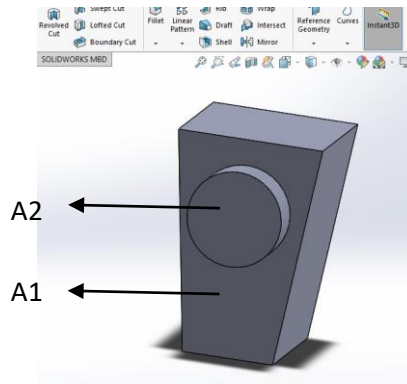 Swept Cut
Revolved Cut
Lofted Cut
Boundary Cut
Fillet
Linear Pattern
Rib
Draft
Shell
Wrap
Intersect
Mirror
Reference Geometry
Curves
Instant3D
SOLIDWORKS MBD
A2
A1